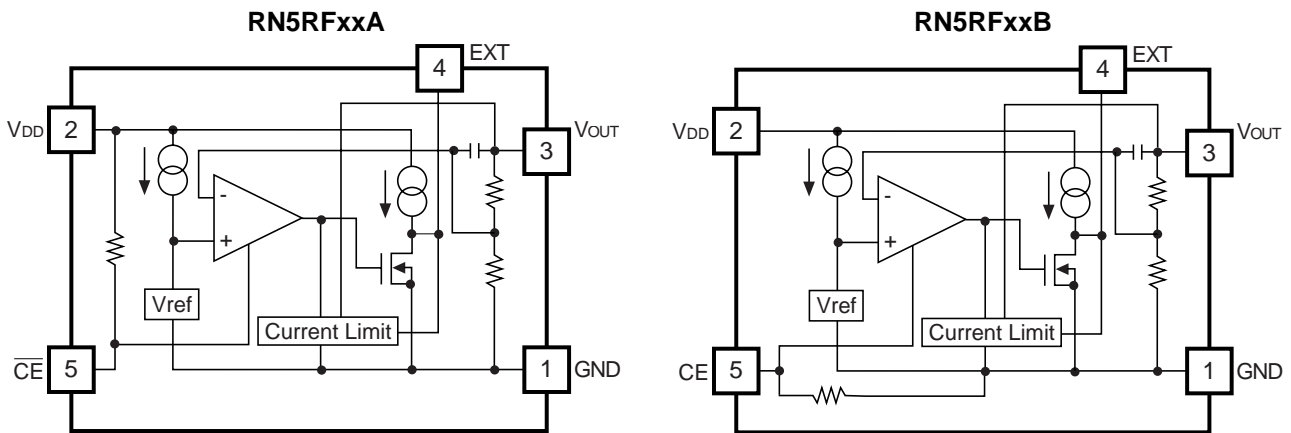 RN5RFxxA
4 EXT
VDD 2
VOUT
3
-
+
Vref
Current Limit
CE 5
1 GND
RN5RFxxB
4 EXT
VDD 2
VOUT
3
-
+
Vref
Current Limit
CE 5
1 GND